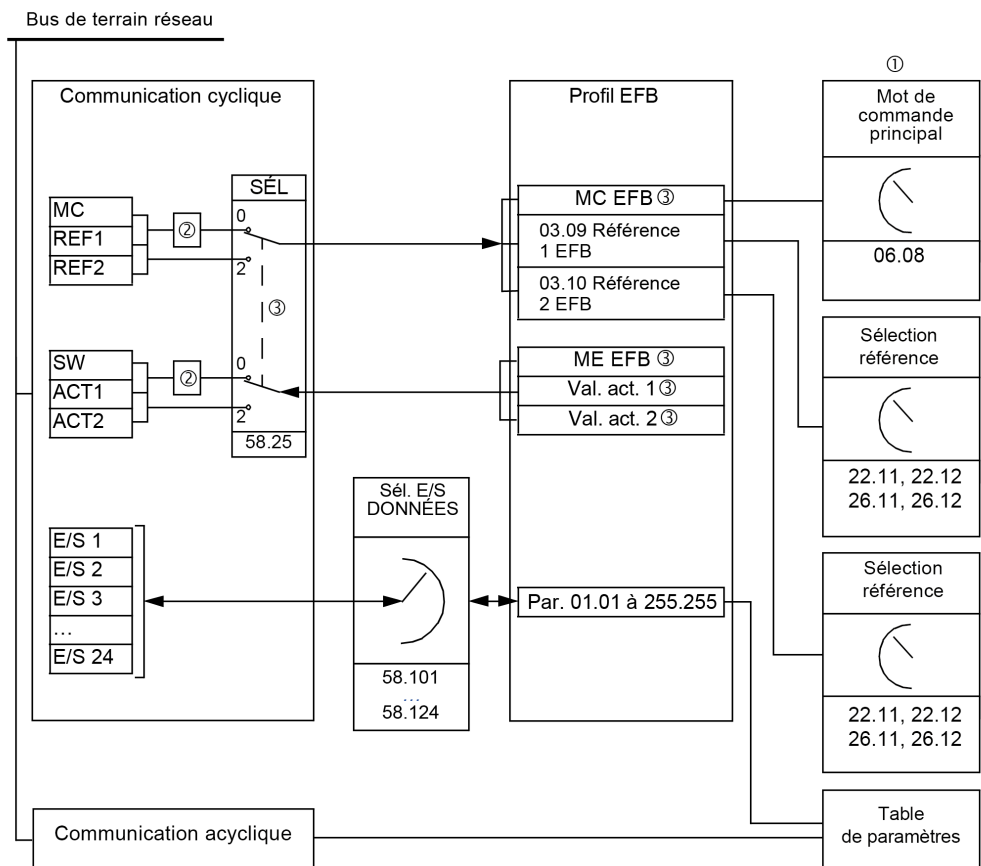 Bus de terrain réseau
Communication cyclique
SÉL
MC
REF1
REF2
②
0
2
③
SW
ACT1
ACT2
②
0
2
58.25
E/S 1
E/S 2
E/S 3
...
E/S 24
Sél. E/S
DONNÉES
58.101
...
58.124
Profil EFB
MC EFB ③
03.09 Référence
1 EFB
03.10 Référence
2 EFB
ME EFB ③
Val. act. 1 ③
Val. act. 2 ③
Par. 01.01 à 255.255
①
Mot de
commande
principal
06.08
Sélection
référence
22.11, 22.12
26.11, 26.12
Sélection
référence
22.11, 22.12
26.11, 26.12
Communication acyclique
Table
de paramètres